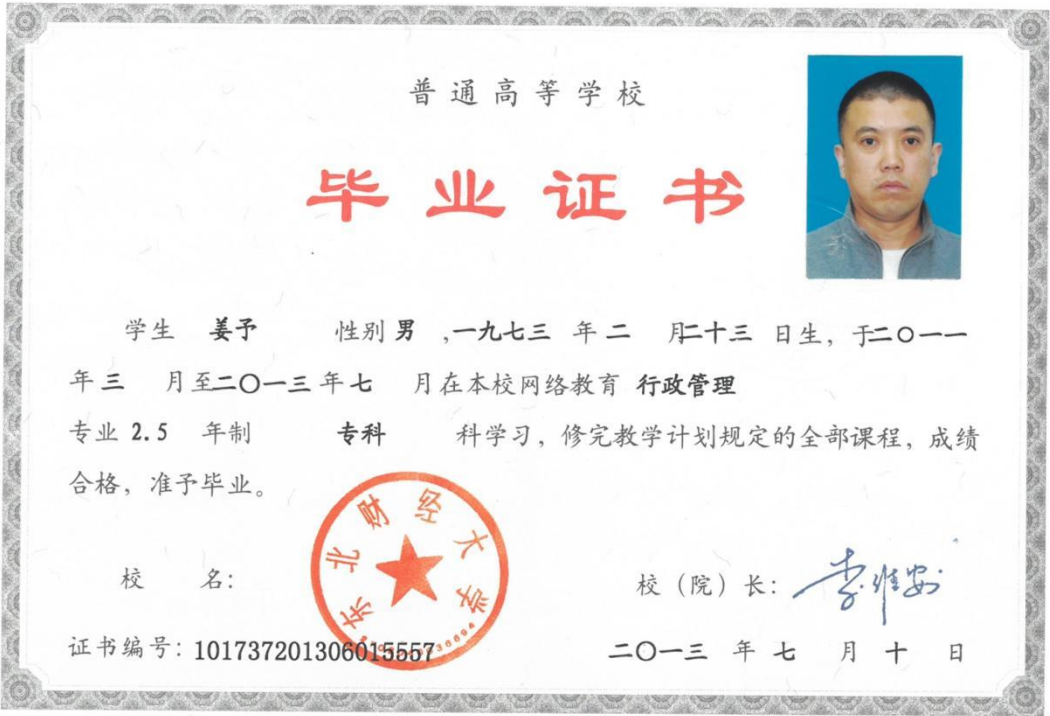 普通高等学校
毕业证书
学生 姜予 性别 男 ,一九七三 年 二 月二十三 日生，于二〇一一
年 三 月至二〇一三 年 七 月在本校网络教育 行政管理
专业 2.5 年制 专科 科学习，修完教学计划规定的全部课程，成绩
合格，准予毕业。
东北财经大学
校 名：
校（院）长：李维安
证书编号：101737201306015557
二〇一三 年 七 月 十 日